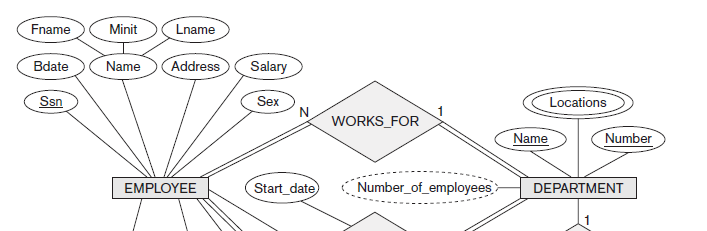 Fname
Minit
Lname
Bdate
Name
Address
Salary
Ssn
Sex
N
WORKS_FOR
1
Locations
Name
Number
EMPLOYEE
Start_date
Number_of_employees
DEPARTMENT
1